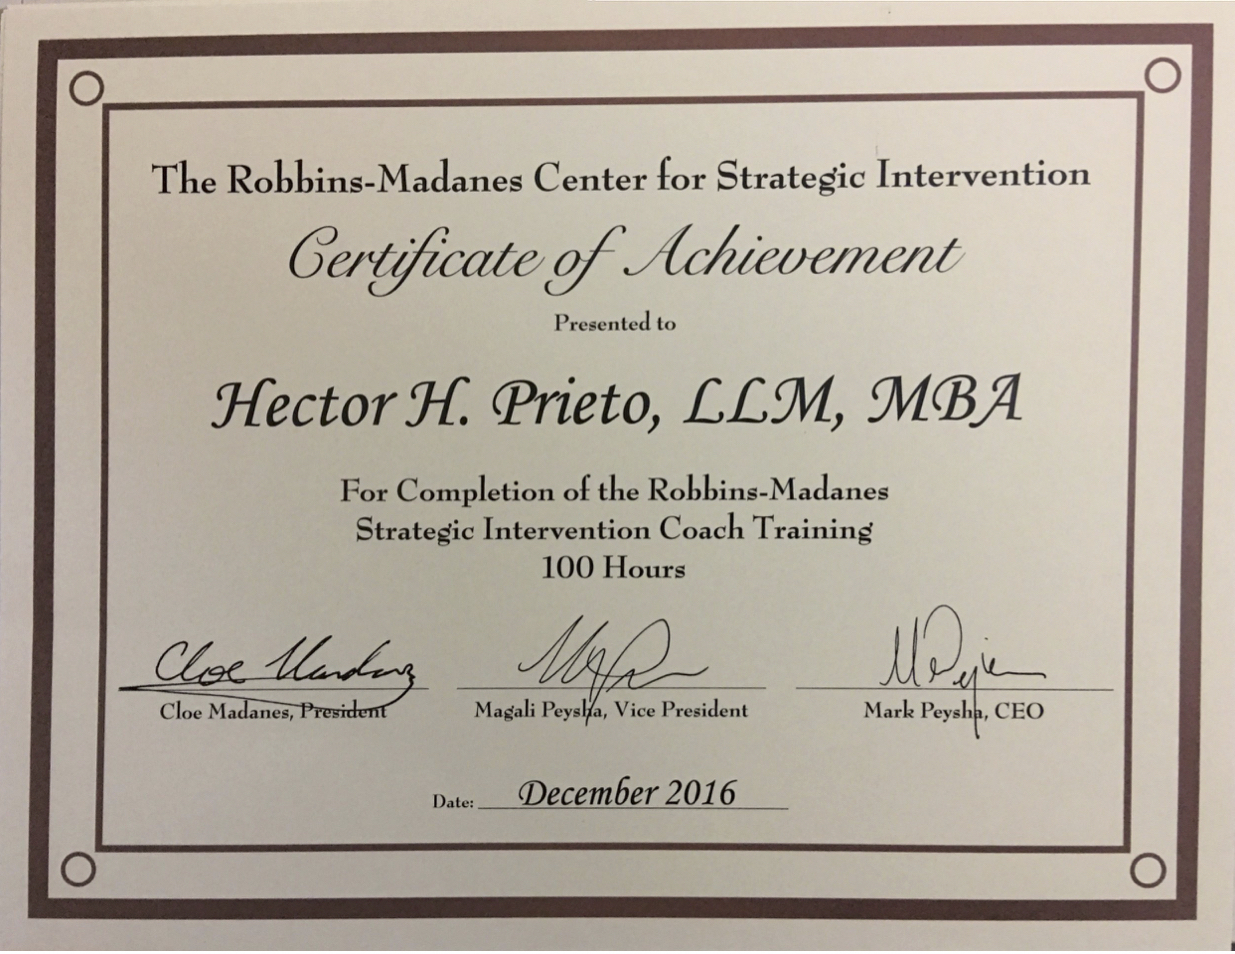 The Robbins-Madanes Center for Strategic Intervention
Certificate of Achievement
Presented to
Hector H. Prieto, LLM, MBA
For Completion of the Robbins-Madanes
Strategic Intervention Coach Training
100 Hours
Cloe Madanes
Cloe Madanes, President
Magali Peysha, Vice President
Mark Peysha, CEO
Date: December 2016